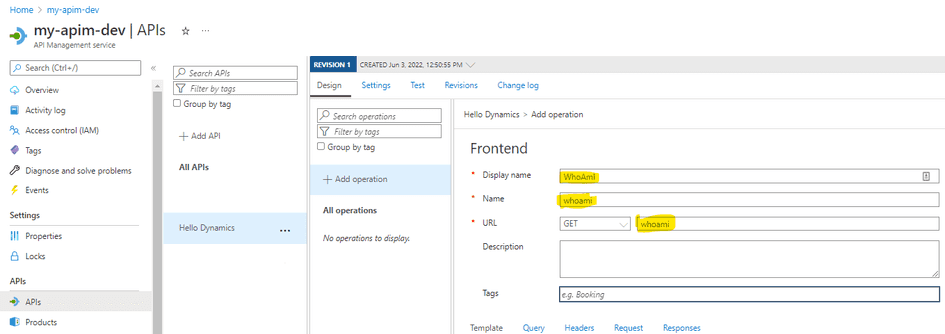 Home > my-apim-dev
my-apim-dev | APIs ☆ ...
API Management service
Search (Ctrl+/) «
Overview
Activity log
Access control (IAM)
Tags
Diagnose and solve problems
Events
Settings
Properties
Locks
APIs
APIs
Products
Search APIs
Filter by tags
Group by tag
+ Add API
All APIs
Hello Dynamics ...
REVISION 1 CREATED Jun 3, 2022, 12:50:55 PM
Design Settings Test Revisions Change log
Search operations
Filter by tags
Group by tag
+ Add operation
All operations
No operations to display.
Hello Dynamics > Add operation
Frontend
* Display name WhoAmI
* Name whoami
* URL GET whoami
Description
Tags e.g. Booking
Template Query Headers Request Responses